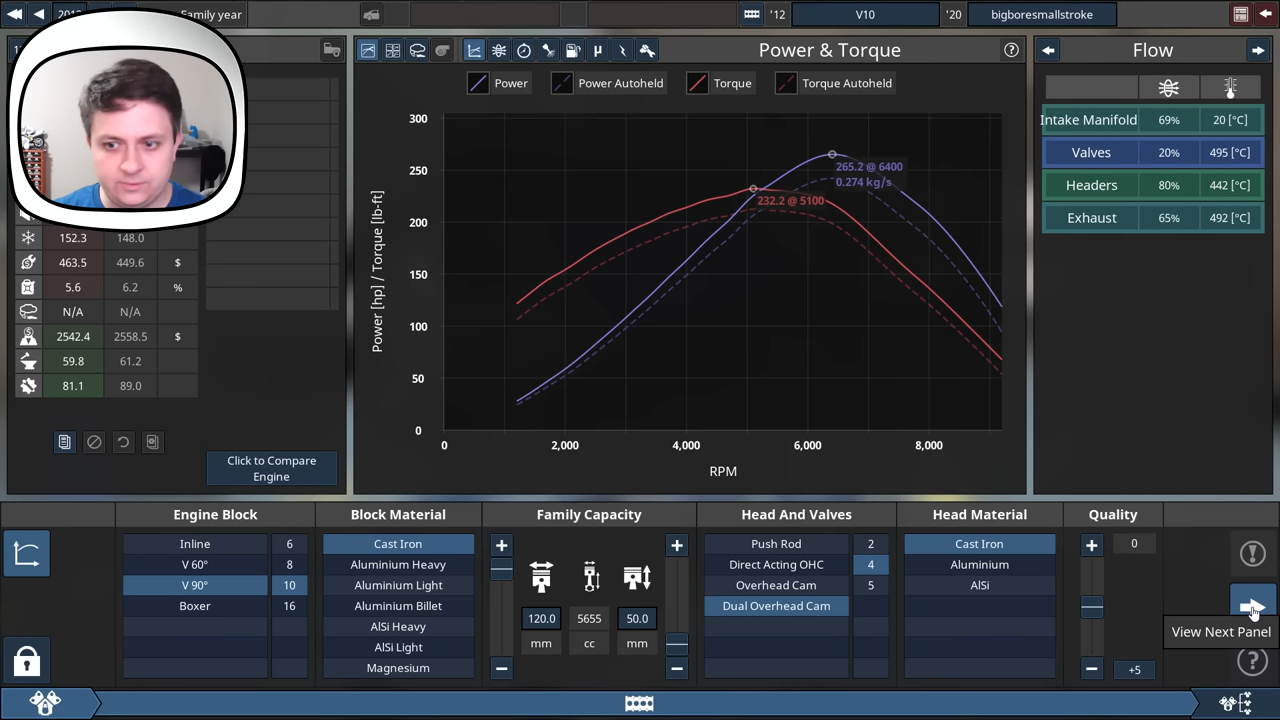 Family year
'12
V10
'20
bigboresmallstroke
Power & Torque
Flow
Power
Power Autoheld
Torque
Torque Autoheld
Intake Manifold 69% 20 [°C]
Valves 20% 495 [°C]
Headers 80% 442 [°C]
Exhaust 65% 492 [°C]
152.3 148.0
463.5 449.6 $
5.6 6.2 %
N/A N/A
2542.4 2558.5 $
59.8 61.2
81.1 89.0
Click to Compare
Engine
Power [hp] / Torque [lb-ft]
300
250
200
150
100
50
0
265.2 @ 6400
0.274 kg/s
232.2 @ 5100
0 2,000 4,000 6,000 8,000
RPM
Engine Block
Inline 6
V 60° 8
V 90° 10
Boxer 16
Block Material
Cast Iron
Aluminium Heavy
Aluminium Light
Aluminium Billet
AlSi Heavy
AlSi Light
Magnesium
Family Capacity
120.0 5655 50.0
mm cc mm
Head And Valves
Push Rod 2
Direct Acting OHC 4
Overhead Cam 5
Dual Overhead Cam
Head Material
Cast Iron
Aluminium
AlSi
Quality
0
+5
View Next Panel